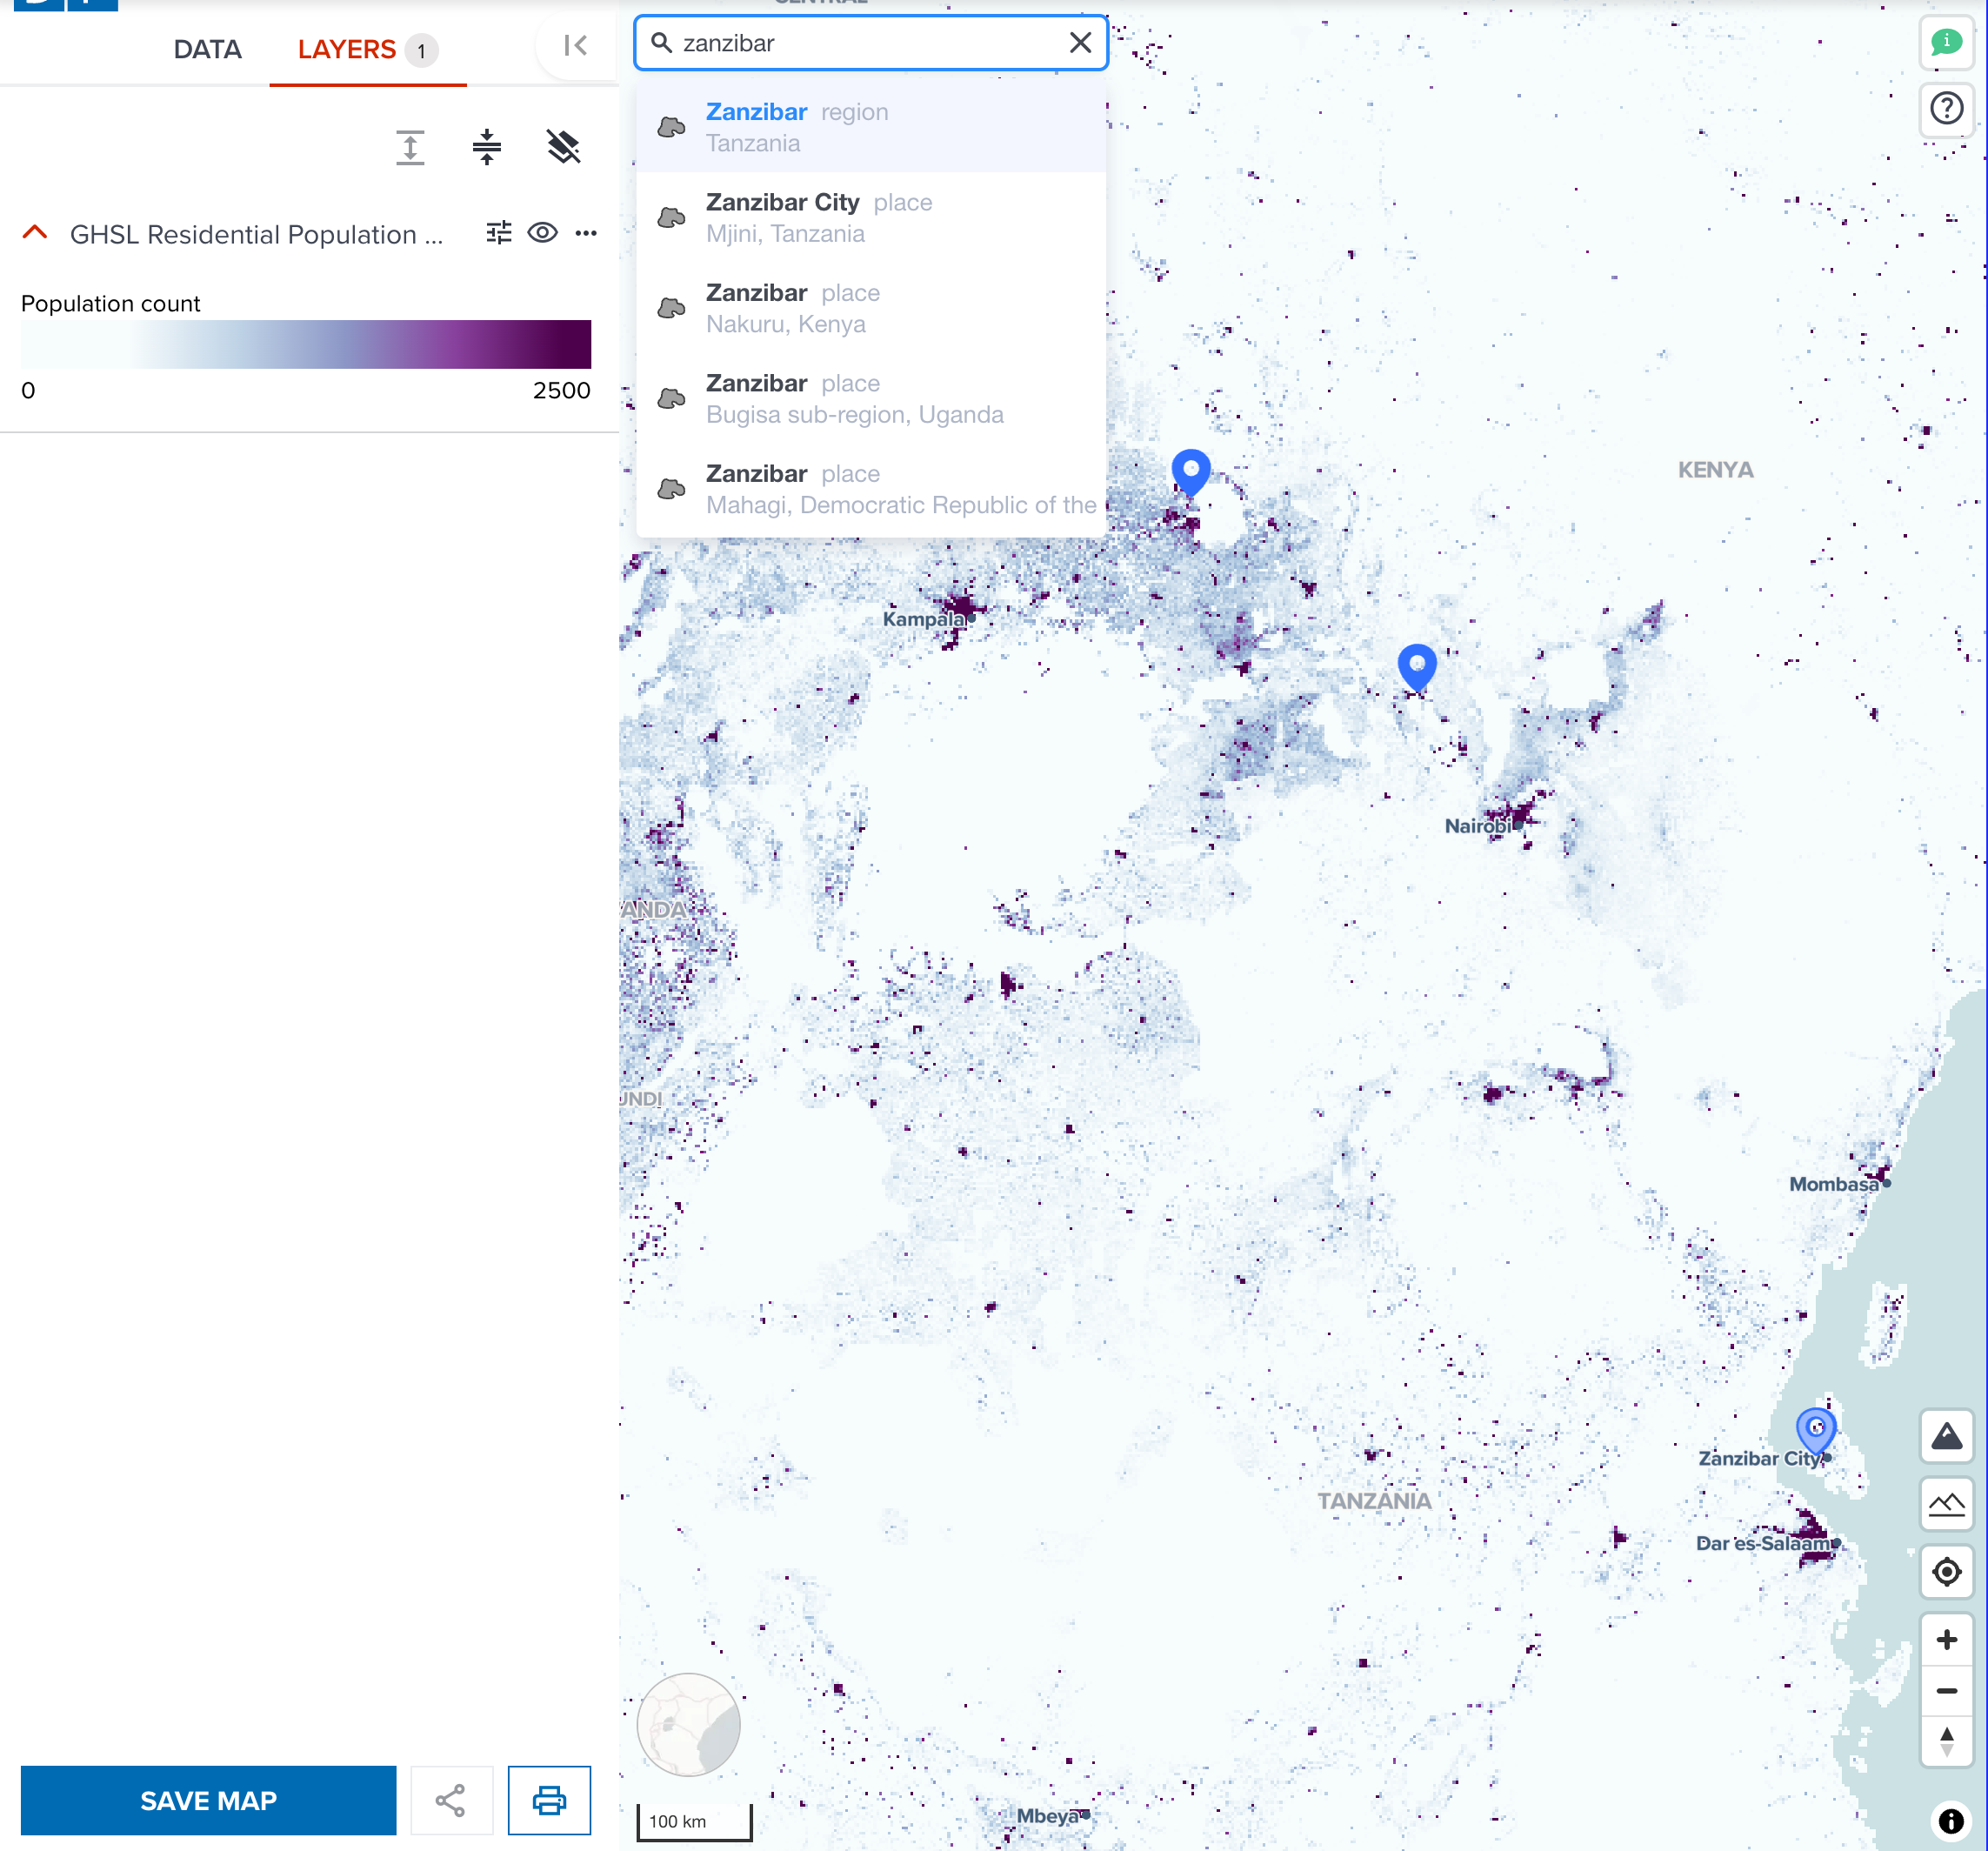 DATA
LAYERS 1
GHSL Residential Population ...
Population count
0
2500
SAVE MAP
zanzibar
Zanzibar region
Tanzania
Zanzibar City place
Mjini, Tanzania
Zanzibar place
Nakuru, Kenya
Zanzibar place
Bugisa sub-region, Uganda
Zanzibar place
Mahagi, Democratic Republic of the
KENYA
Kampala
Nairobi
ANDA
UNDI
Mombasa
Zanzibar City
TANZANIA
Dar es-Salaam
Mbeya
100 km